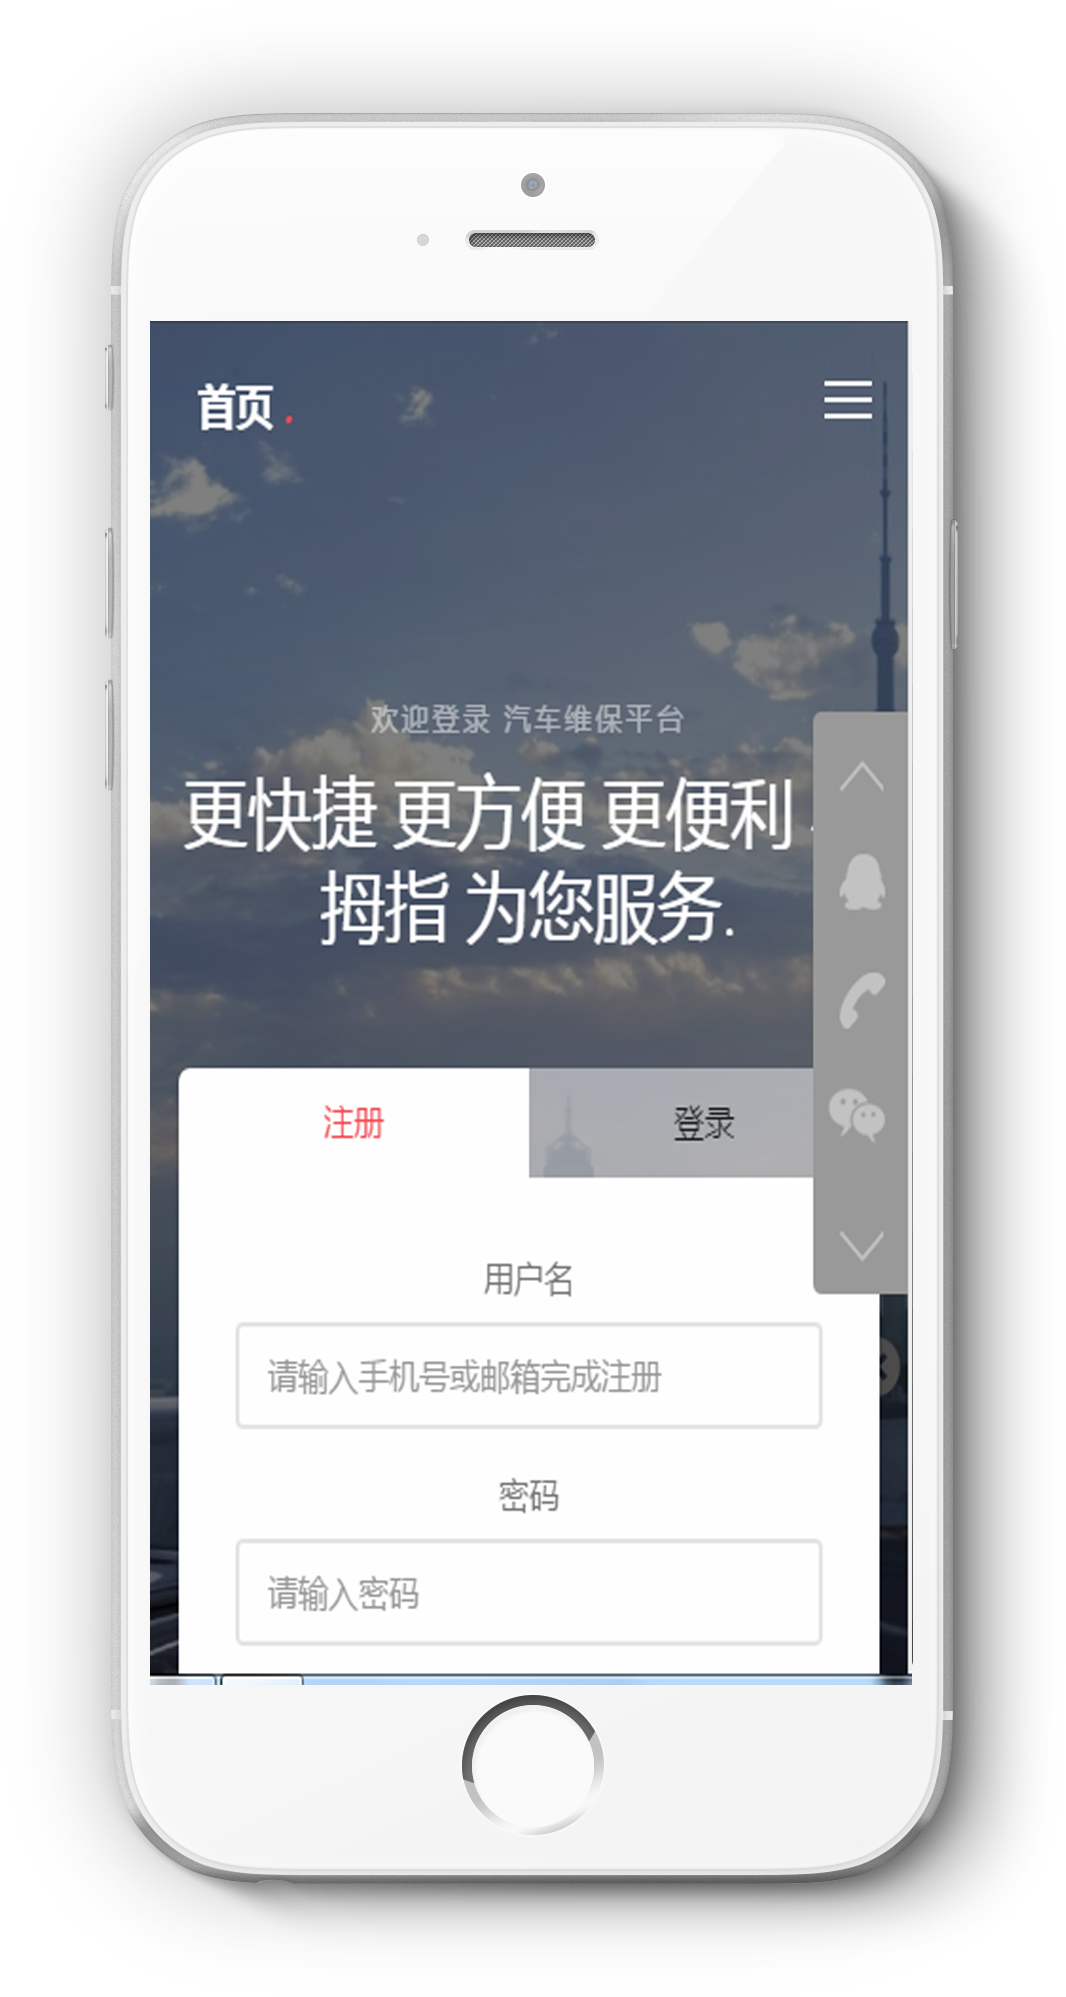 首页.
欢迎登录 汽车维保平台
更快捷 更方便 更便利
拇指 为您服务.
注册
登录
用户名
请输入手机号或邮箱完成注册
密码
请输入密码